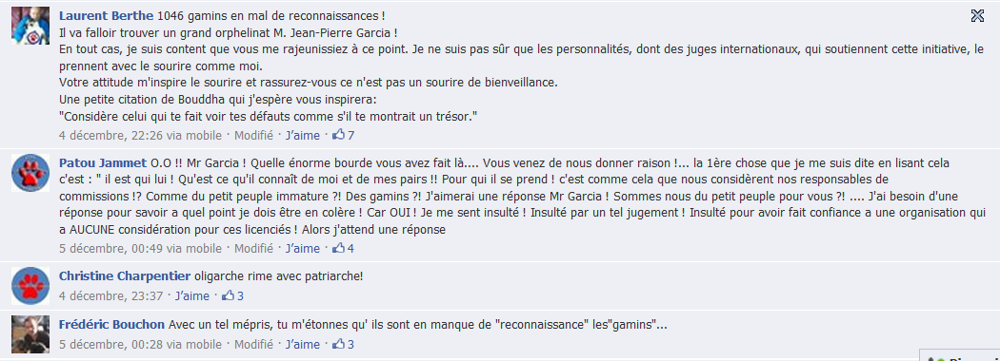 Laurent Berthe 1046 gamins en mal de reconnaissances !
Il va falloir trouver un grand orphelinat M. Jean-Pierre Garcia !
En tout cas, je suis content que vous me rajeunissiez à ce point. Je ne suis pas sûr que les personnalités, dont des juges internationaux, qui soutiennent cette initiative, le
prennent avec le sourire comme moi.
Votre attitude m'inspire le sourire et rassurez-vous ce n'est pas un sourire de bienveillance.
Une petite citation de Bouddha qui j'espère vous inspirera:
"Considère celui qui te fait voir tes défauts comme s'il te montrait un trésor."
4 décembre, 22:26 via mobile · Modifié · J'aime · 7
Patou Jammet O.O !! Mr Garcia ! Quelle énorme bourde vous avez fait là.... Vous venez de nous donner raison !... la 1ère chose que je me suis dite en lisant cela
c'est : " il est qui lui ! Qu'est ce qu'il connaît de moi et de mes pairs !! Pour qui il se prend ! c'est comme cela que nous considèrent nos responsables de
commissions !? Comme du petit peuple immature ?! Des gamins ?! J'aimerai une réponse Mr Garcia ! Sommes nous du petit peuple pour vous ?! .... J'ai besoin d'une
réponse pour savoir a quel point je dois être en colère ! Car OUI ! Je me sent insulté ! Insulté par un tel jugement ! Insulté pour avoir fait confiance a une organisation qui
a AUCUNE considération pour ces licenciés ! Alors j'attend une réponse
5 décembre, 00:49 via mobile · Modifié · J'aime · 4
Christine Charpentier oligarche rime avec patriarche!
4 décembre, 23:37 · J'aime · 3
Frédéric Bouchon Avec un tel mépris, tu m'étonnes qu' ils sont en manque de "reconnaissance" les"gamins"...
5 décembre, 00:28 via mobile · Modifié · J'aime · 3